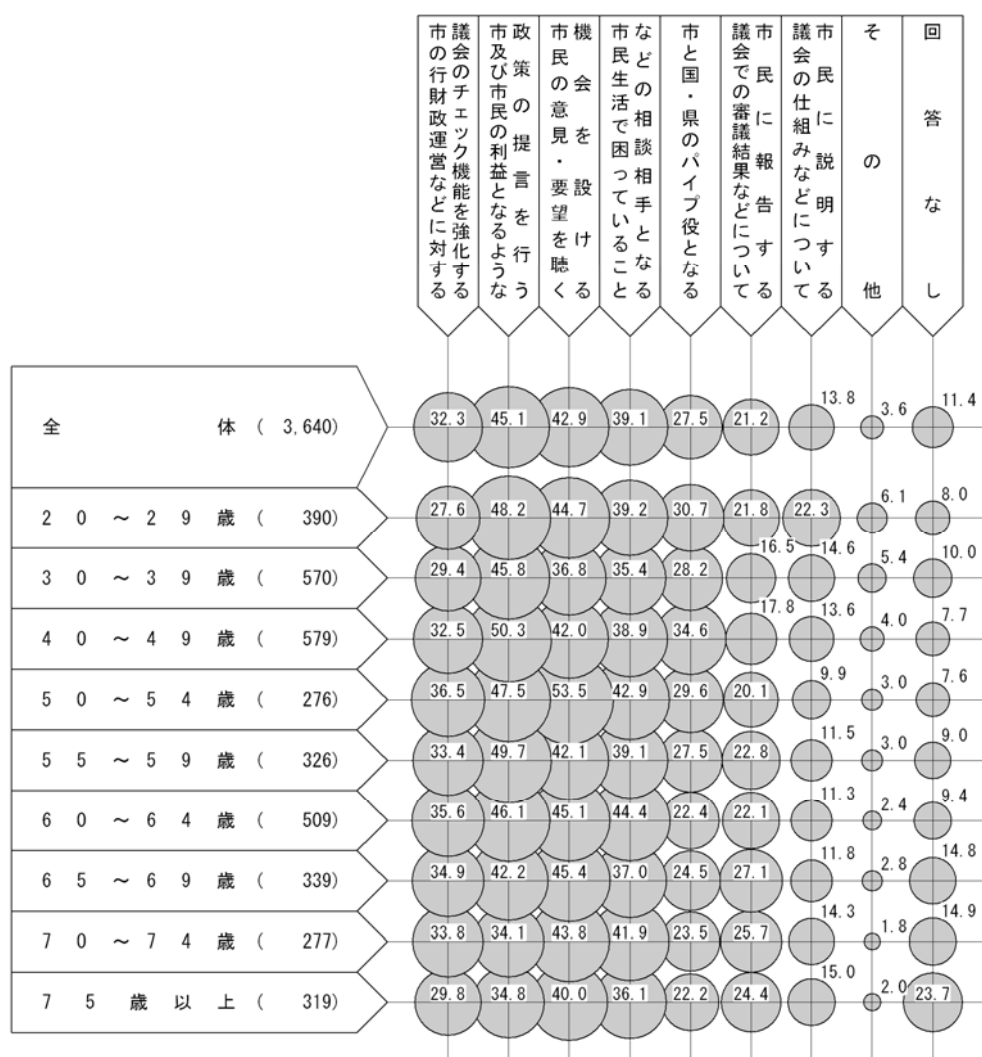 市の行財政運営などに対する
議会のチェック機能を強化する
市及び市民の利益となるような
政策の提言を行う
市民の意見・要望を聴く
機会を設ける
市民生活で困っていること
などの相談相手となる
市と国・県のパイプ役となる
議会での審議結果などについて
市民に報告する
議会の仕組みなどについて
市民に説明する
その他
回答なし
全体(3,640) 32.3 45.1 42.9 39.1 27.5 21.2 13.8 3.6 11.4
20～29歳(390) 27.6 48.2 44.7 39.2 30.7 21.8 22.3 6.1 8.0
30～39歳(570) 29.4 45.8 36.8 35.4 28.2 16.5 14.6 5.4 10.0
40～49歳(579) 32.5 50.3 42.0 38.9 34.6 17.8 13.6 4.0 7.7
50～54歳(276) 36.5 47.5 53.5 42.9 29.6 20.1 9.9 3.0 7.6
55～59歳(326) 33.4 49.7 42.1 39.1 27.5 22.8 11.5 3.0 9.0
60～64歳(509) 35.6 46.1 45.1 44.4 22.4 22.1 11.3 2.4 9.4
65～69歳(339) 34.9 42.2 45.4 37.0 24.5 27.1 11.8 2.8 14.8
70～74歳(277) 33.8 34.1 43.8 41.9 23.5 25.7 14.3 1.8 14.9
75歳以上(319) 29.8 34.8 40.0 36.1 22.2 24.4 15.0 2.0 23.7